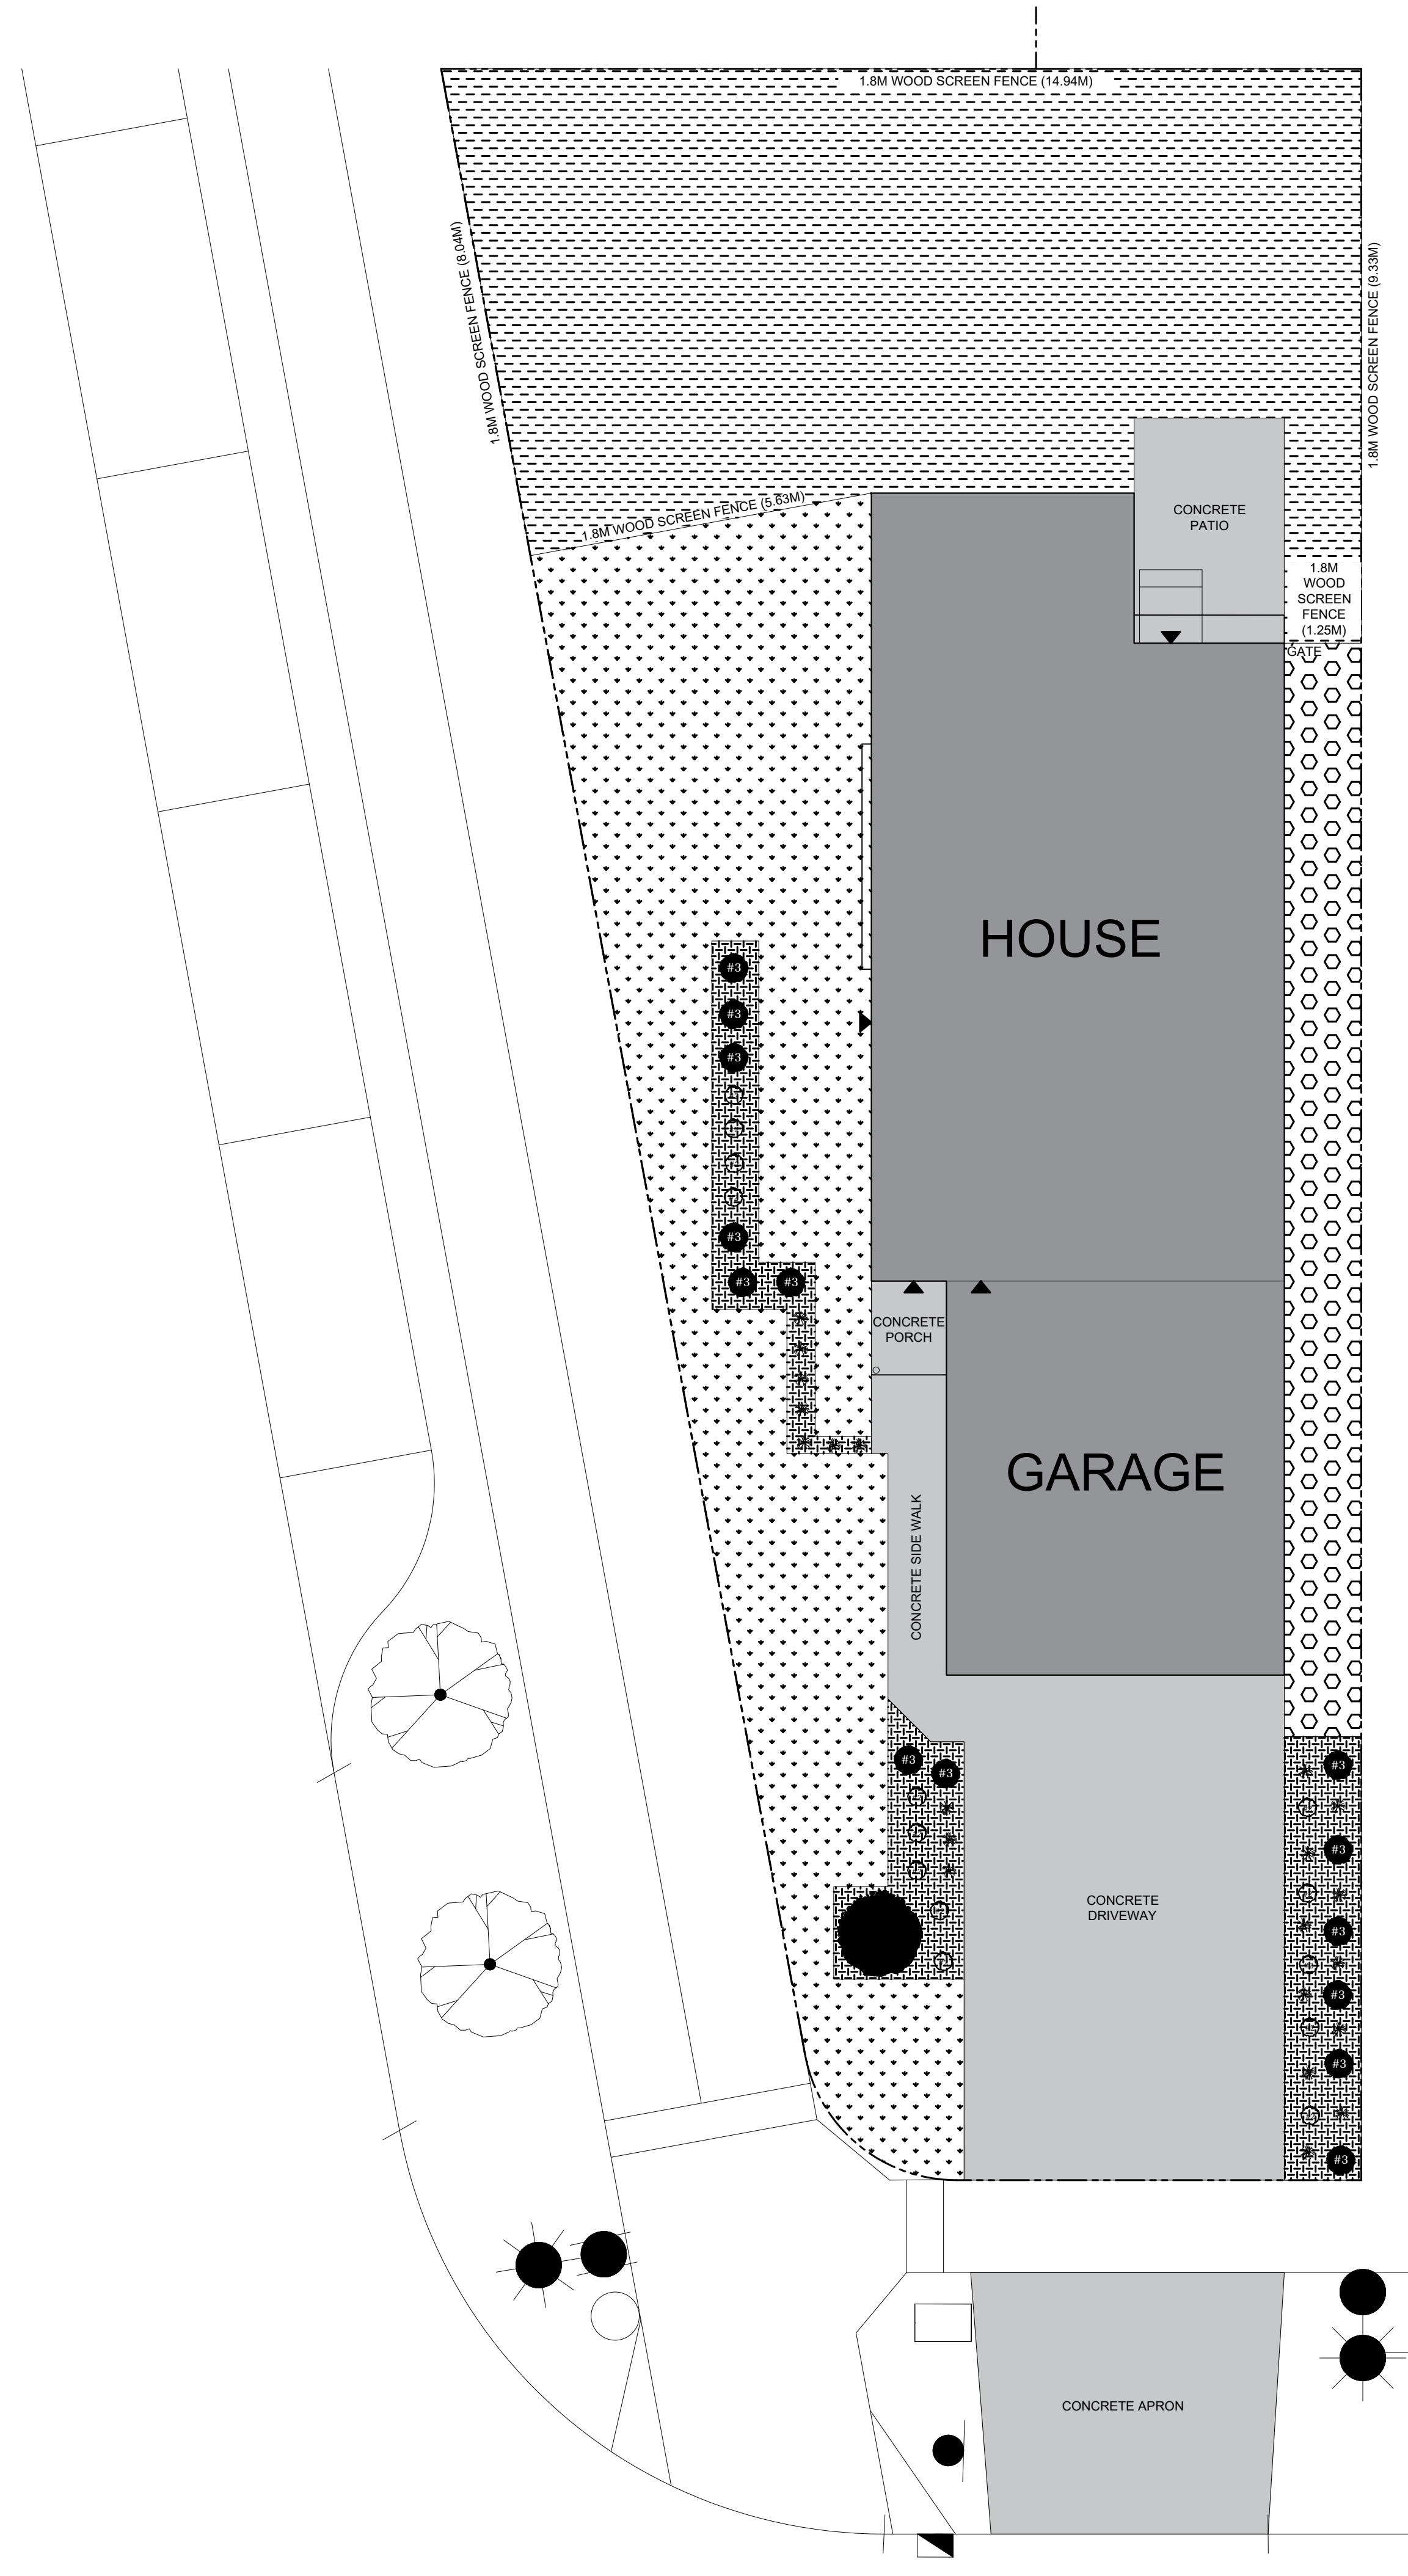 1.8M WOOD SCREEN FENCE (14.94M)
1.8M WOOD SCREEN FENCE (8.04M)
1.8M WOOD SCREEN FENCE (9.33M)
1.8M WOOD SCREEN FENCE (5.63M)
CONCRETE
PATIO
1.8M
WOOD
SCREEN
FENCE
(1.25M)
GATE
HOUSE
#3
#3
#3
#3
#3
#3
CONCRETE
PORCH
GARAGE
CONCRETE SIDE WALK
#3
#3
#3
#3
#3
#3
#3
#3
CONCRETE
DRIVEWAY
CONCRETE APRON